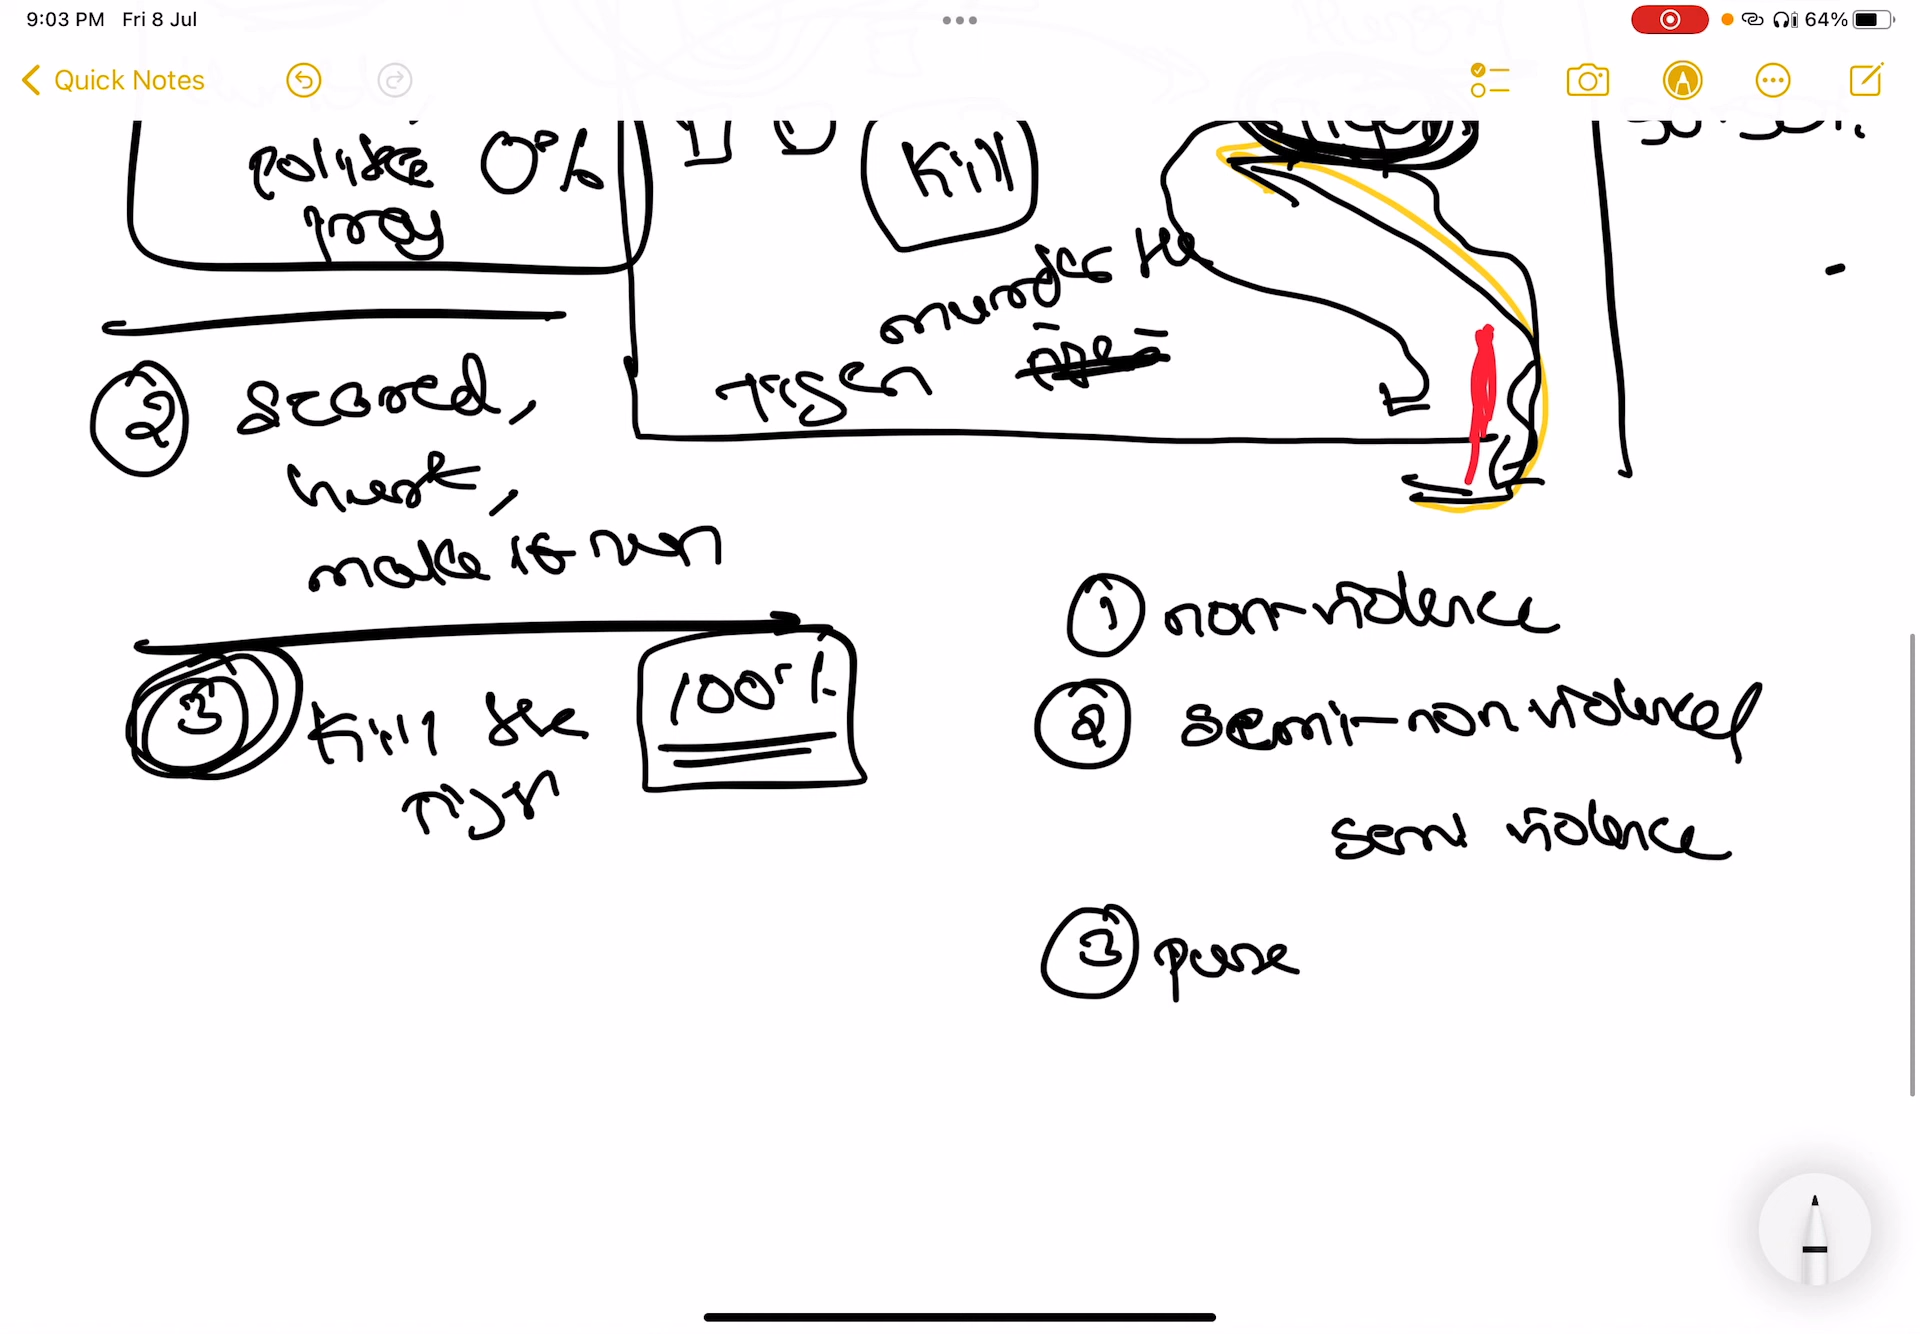 9:03 PM Fri 8 Jul
64%
Quick Notes
0%
pray
Kill
murder the
Tiger
2 scared,
hurt,
make it run
3 Kill the
Tiger
100%
1 non-violence
2 semi-non violence/
semi violence
3 pure